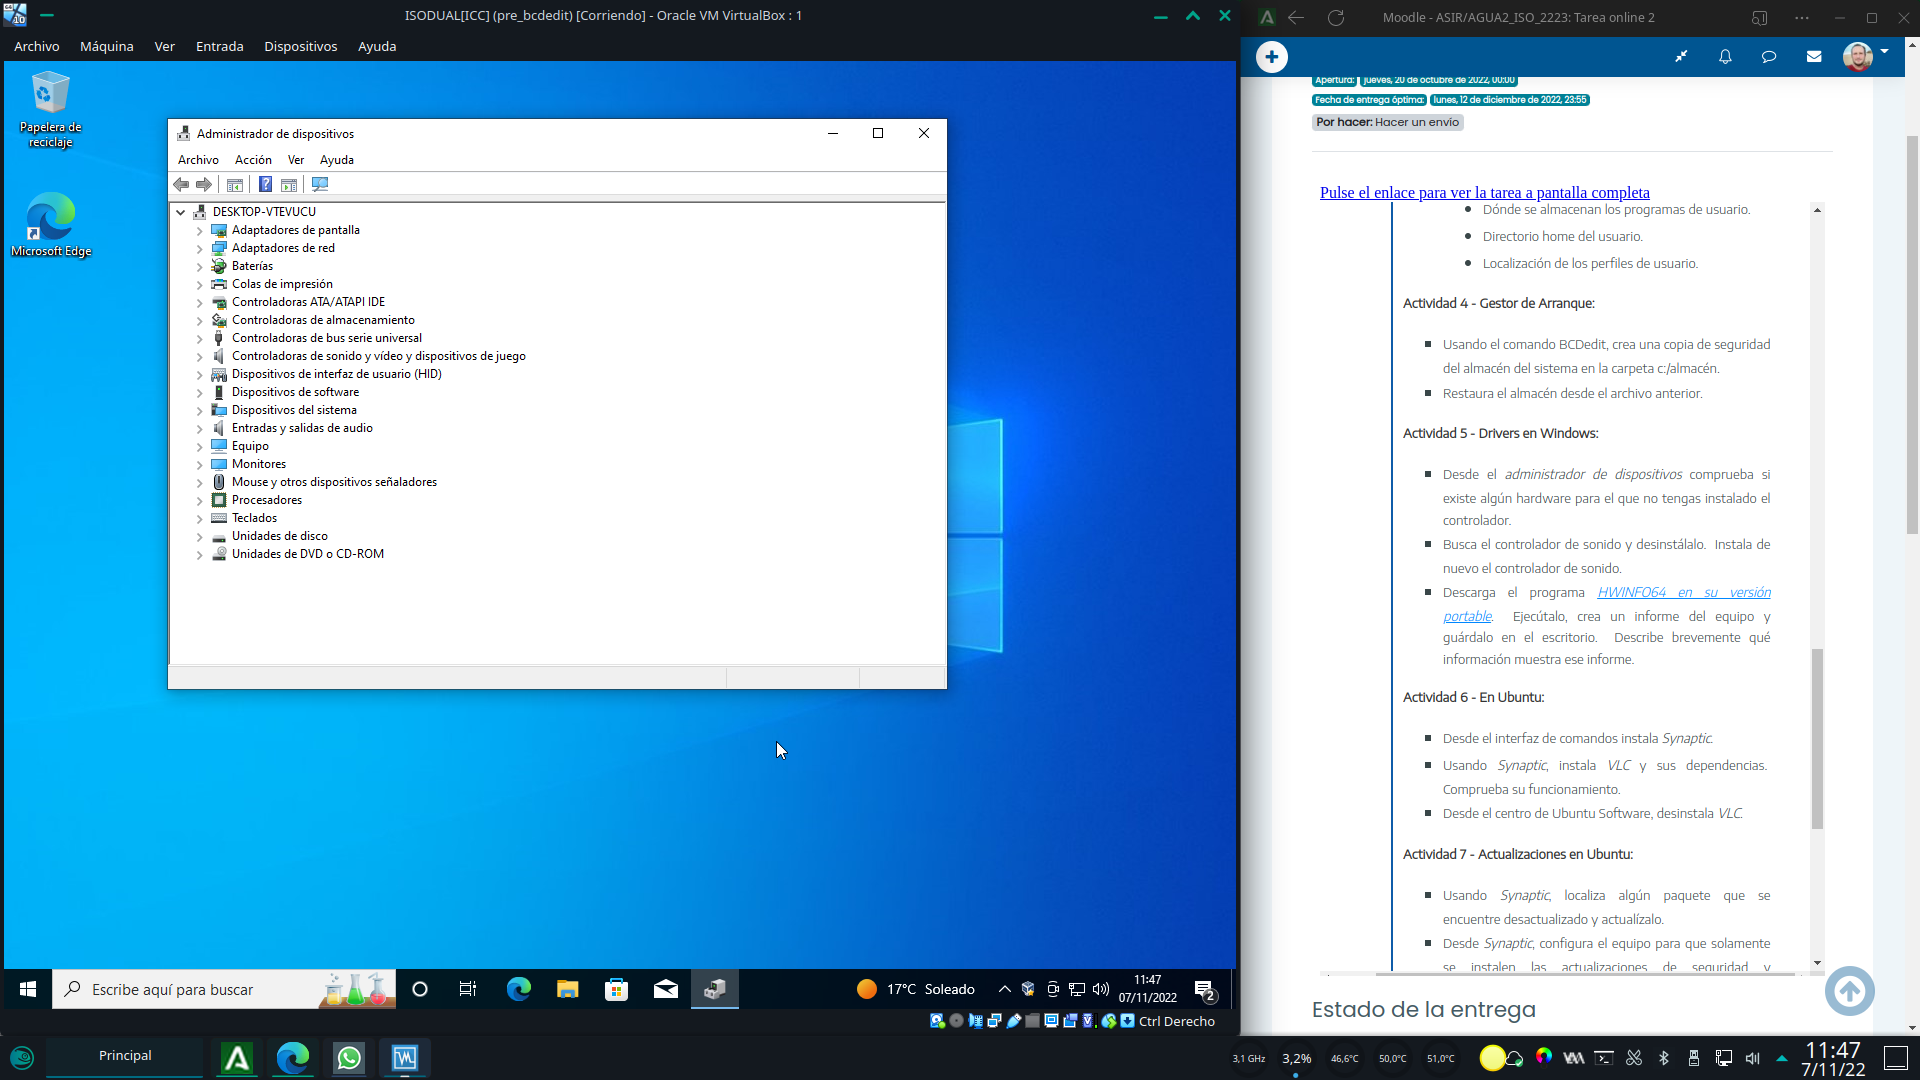 ISODUAL[ICC] (pre_bcdedit) [Corriendo] - Oracle VM VirtualBox : 1
Archivo Máquina Ver Entrada Dispositivos Ayuda
Papelera de
reciclaje
Microsoft Edge
Administrador de dispositivos
Archivo Acción Ver Ayuda
DESKTOP-VTEVUCU
Adaptadores de pantalla
Adaptadores de red
Baterías
Colas de impresión
Controladoras ATA/ATAPI IDE
Controladoras de almacenamiento
Controladoras de bus serie universal
Controladoras de sonido y vídeo y dispositivos de juego
Dispositivos de interfaz de usuario (HID)
Dispositivos de software
Dispositivos del sistema
Entradas y salidas de audio
Equipo
Monitores
Mouse y otros dispositivos señaladores
Procesadores
Teclados
Unidades de disco
Unidades de DVD o CD-ROM
Escribe aquí para buscar
17°C Soleado
11:47
07/11/2022
2
Ctrl Derecho
Moodle - ASIR/AGUA2_ISO_2223: Tarea online 2
Apertura: jueves, 20 de octubre de 2022, 00:00
Fecha de entrega óptima: lunes, 12 de diciembre de 2022, 23:55
Por hacer: Hacer un envío
Pulse el enlace para ver la tarea a pantalla completa
Dónde se almacenan los programas de usuario.
Directorio home del usuario.
Localización de los perfiles de usuario.
Actividad 4 - Gestor de Arranque:
Usando el comando BCDedit, crea una copia de seguridad
del almacén del sistema en la carpeta c:/almacén.
Restaura el almacén desde el archivo anterior.
Actividad 5 - Drivers en Windows:
Desde el administrador de dispositivos comprueba si
existe algún hardware para el que no tengas instalado el
controlador.
Busca el controlador de sonido y desinstálalo. Instala de
nuevo el controlador de sonido.
Descarga el programa HWINFO64 en su versión
portable. Ejecútalo, crea un informe del equipo y
guárdalo en el escritorio. Describe brevemente qué
información muestra ese informe.
Actividad 6 - En Ubuntu:
Desde el interfaz de comandos instala Synaptic.
Usando Synaptic, instala VLC y sus dependencias.
Comprueba su funcionamiento.
Desde el centro de Ubuntu Software, desinstala VLC.
Actividad 7 - Actualizaciones en Ubuntu:
Usando Synaptic, localiza algún paquete que se
encuentre desactualizado y actualízalo.
Desde Synaptic, configura el equipo para que solamente
se instalen las actualizaciones de seguridad y
Estado de la entrega
Principal
3,1 GHz
3,2%
46,6°C
50,0°C
51,0°C
11:47
7/11/22